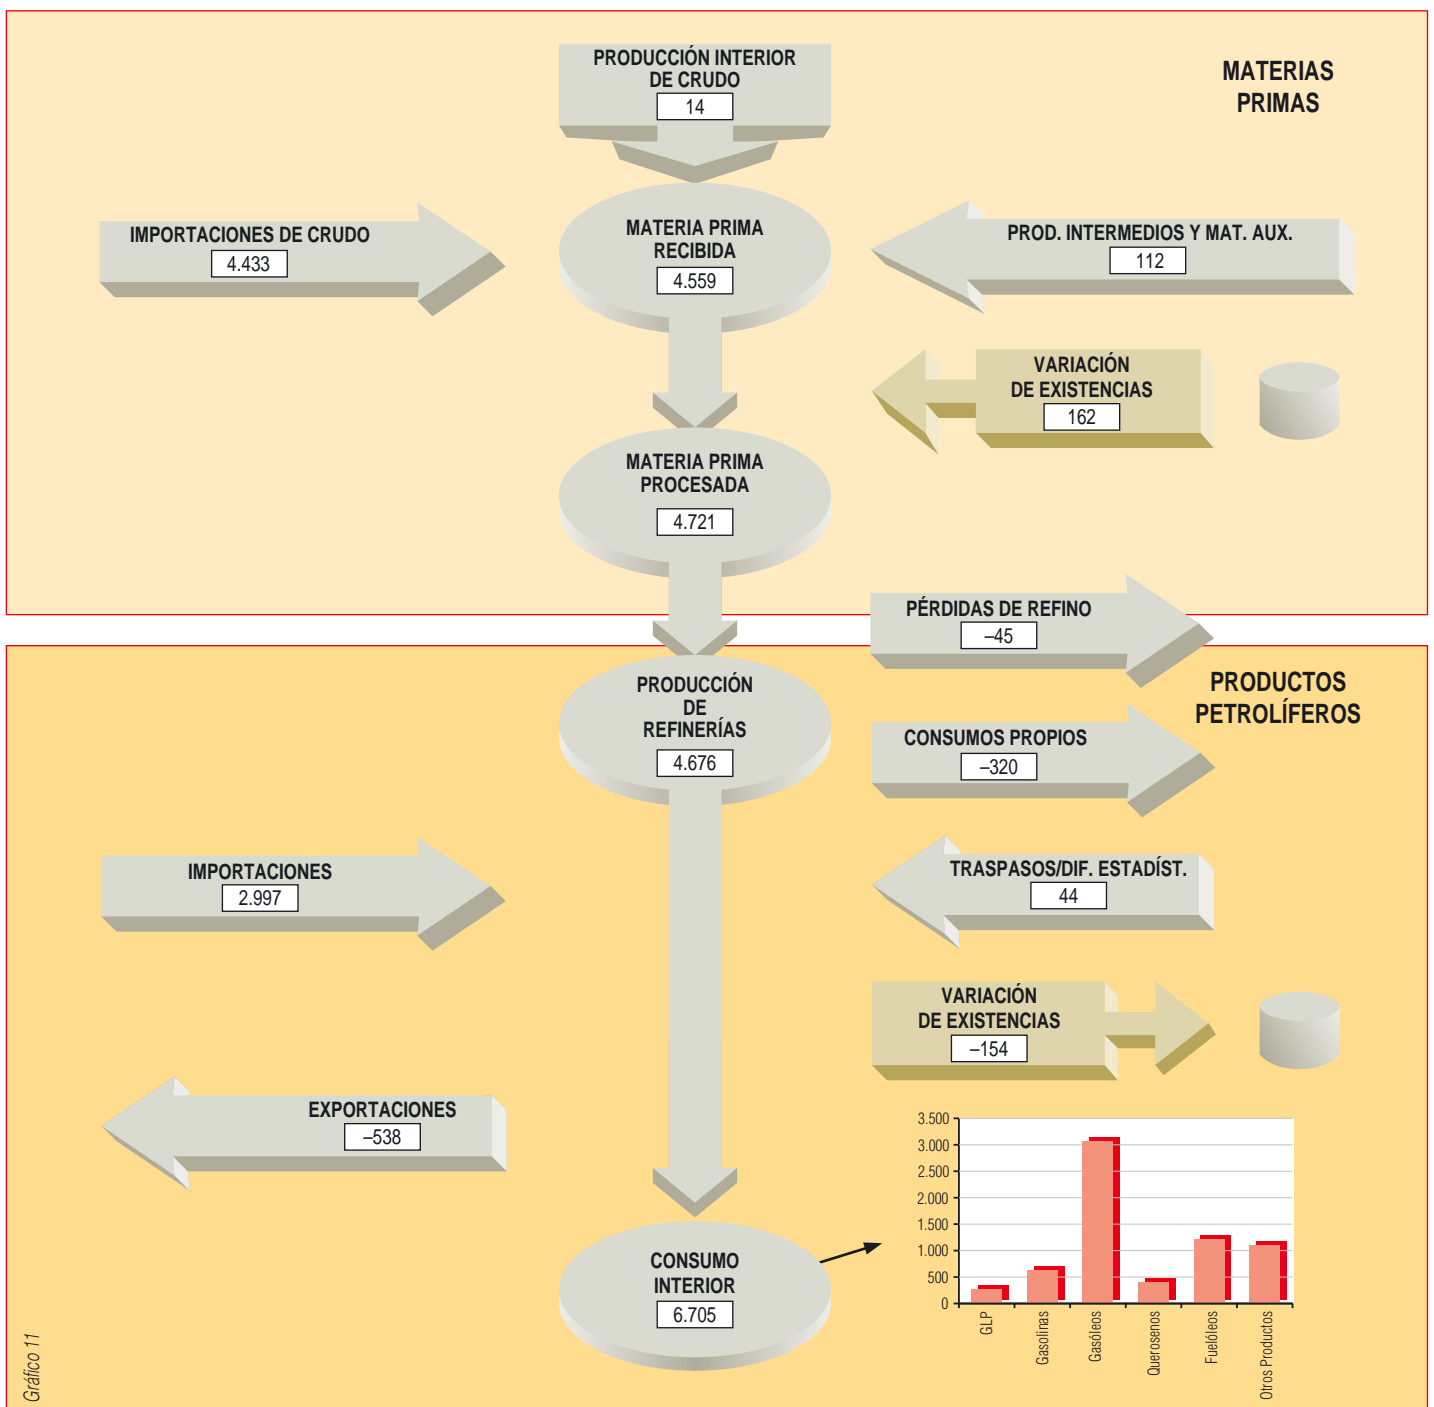 PRODUCCIÓN INTERIOR
DE CRUDO
14
MATERIAS
PRIMAS
IMPORTACIONES DE CRUDO
4.433
MATERIA PRIMA
RECIBIDA
4.559
PROD. INTERMEDIOS Y MAT. AUX.
112
VARIACIÓN
DE EXISTENCIAS
162
MATERIA PRIMA
PROCESADA
4.721
PÉRDIDAS DE REFINO
–45
PRODUCTOS
PETROLÍFEROS
PRODUCCIÓN
DE
REFINERÍAS
4.676
CONSUMOS PROPIOS
–320
IMPORTACIONES
2.997
TRASPASOS/DIF. ESTADÍST.
44
VARIACIÓN
DE EXISTENCIAS
–154
EXPORTACIONES
–538
CONSUMO
INTERIOR
6.705
3.500
3.000
2.500
2.000
1.500
1.000
500
0
GLP
Gasolinas
Gasóleos
Querosenos
Fuelóleos
Otros Productos
Gráfico 11